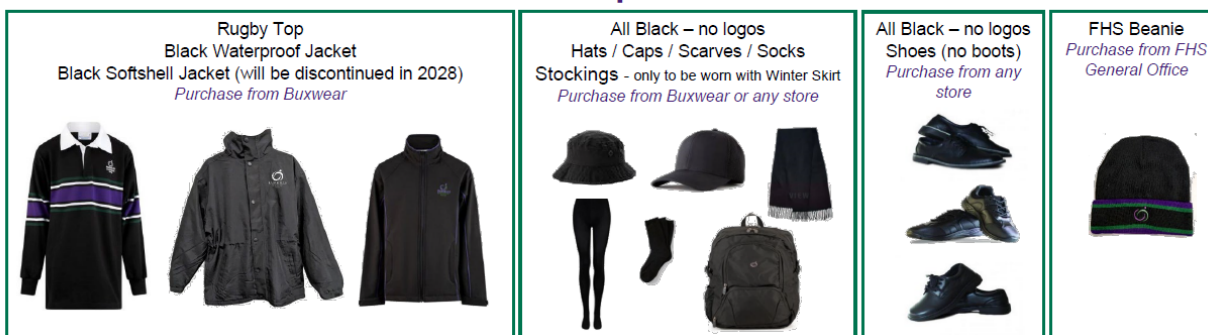 Rugby Top
Black Waterproof Jacket
Black Softshell Jacket (will be discontinued in 2028)
Purchase from Buxwear
All Black – no logos
Hats / Caps / Scarves / Socks
Stockings - only to be worn with Winter Skirt
Purchase from Buxwear or any store
All Black – no logos
Shoes (no boots)
Purchase from any
store
FHS Beanie
Purchase from FHS
General Office